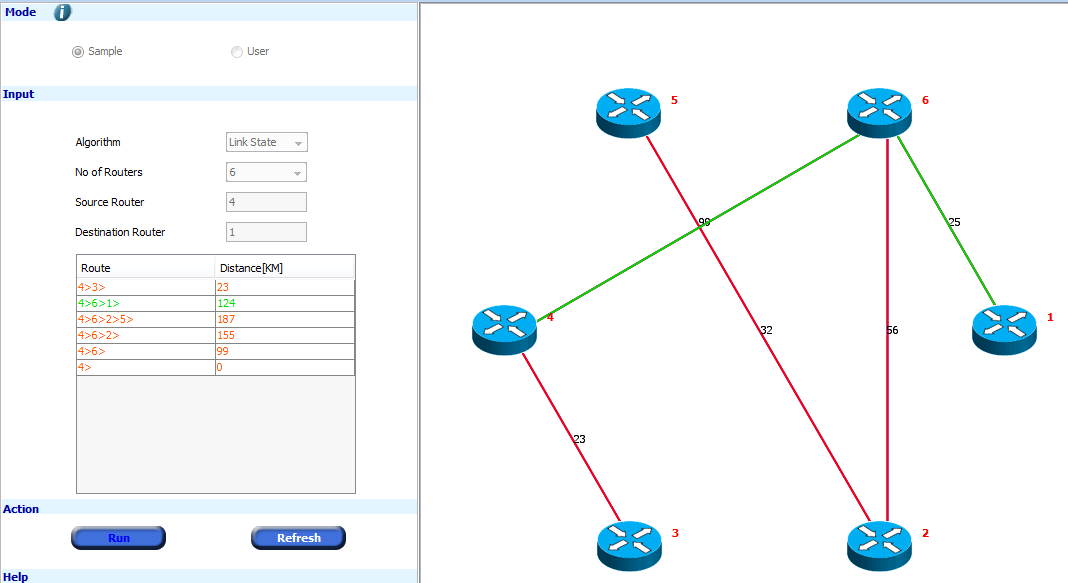 Mode i
Sample User
Input
Algorithm Link State
No of Routers 6
Source Router 4
Destination Router 1
Route Distance[KM]
4>3> 23
4>6>1> 124
4>6>2>5> 187
4>6>2> 155
4>6> 99
4> 0
Action
Run Refresh
Help
5 6
99 25
4 1
32 56
23
3 2